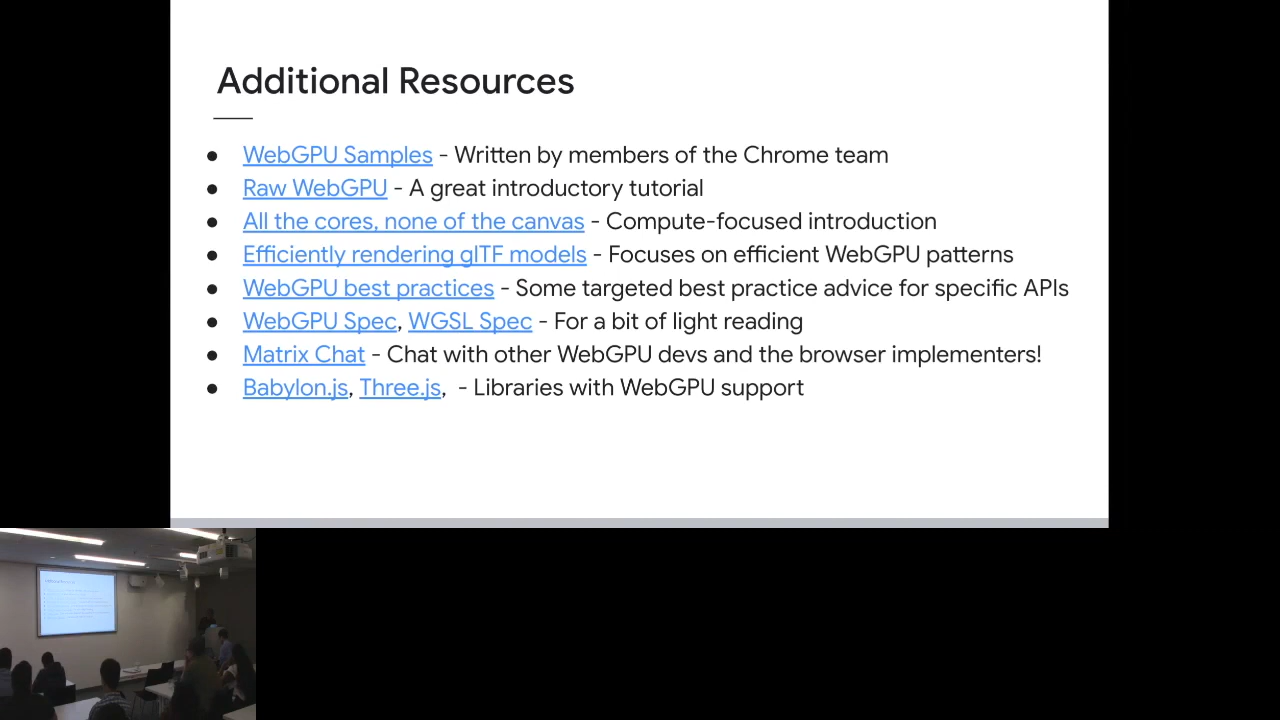 Additional Resources
● WebGPU Samples - Written by members of the Chrome team
● Raw WebGPU - A great introductory tutorial
● All the cores, none of the canvas - Compute-focused introduction
● Efficiently rendering glTF models - Focuses on efficient WebGPU patterns
● WebGPU best practices - Some targeted best practice advice for specific APIs
● WebGPU Spec, WGSL Spec - For a bit of light reading
● Matrix Chat - Chat with other WebGPU devs and the browser implementers!
● Babylon.js, Three.js,  - Libraries with WebGPU support